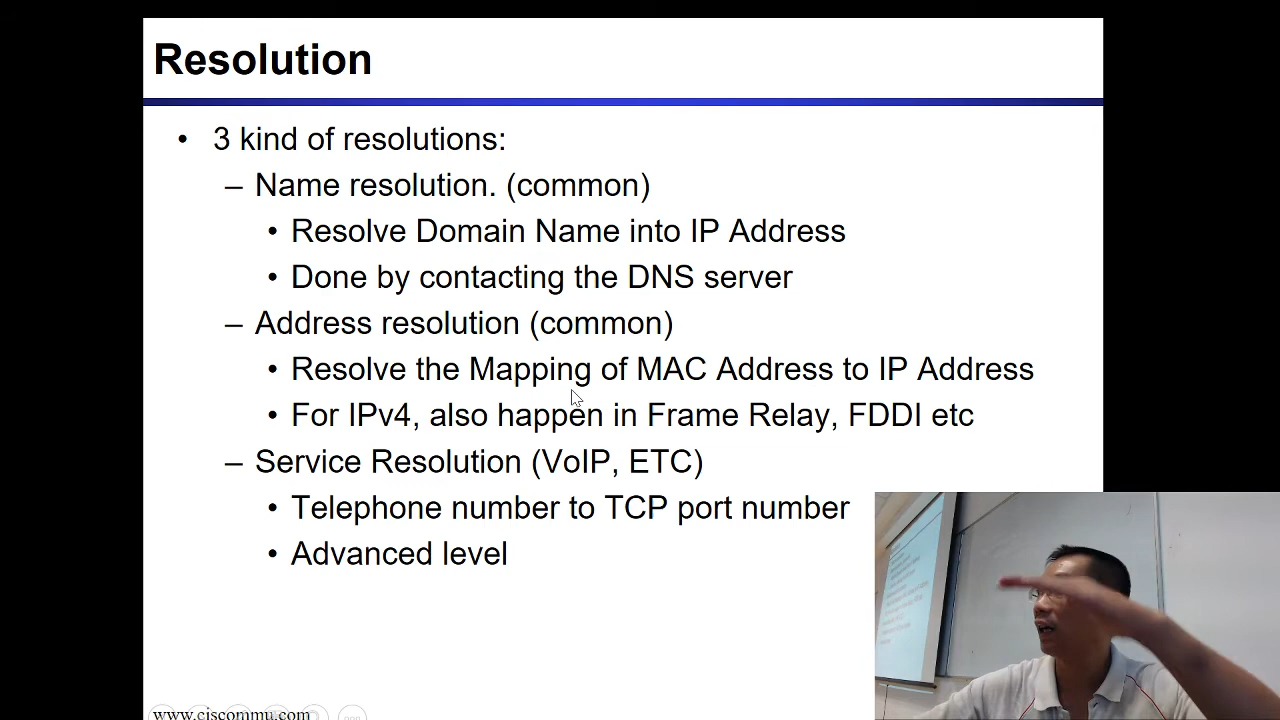 Resolution
• 3 kind of resolutions:
– Name resolution. (common)
• Resolve Domain Name into IP Address
• Done by contacting the DNS server
– Address resolution (common)
• Resolve the Mapping of MAC Address to IP Address
• For IPv4, also happen in Frame Relay, FDDI etc
– Service Resolution (VoIP, ETC)
• Telephone number to TCP port number
• Advanced level
www.ciscommu.com